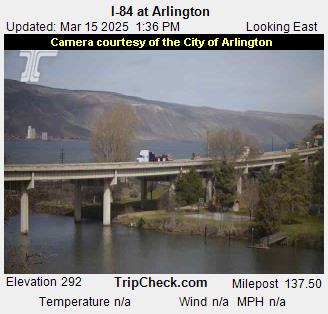 I-84 at Arlington
Updated: Mar 15 2025 1:36 PM Looking East
Camera courtesy of the City of Arlington
Elevation 292 TripCheck.com Milepost 137.50
Temperature n/a Wind n/a MPH n/a